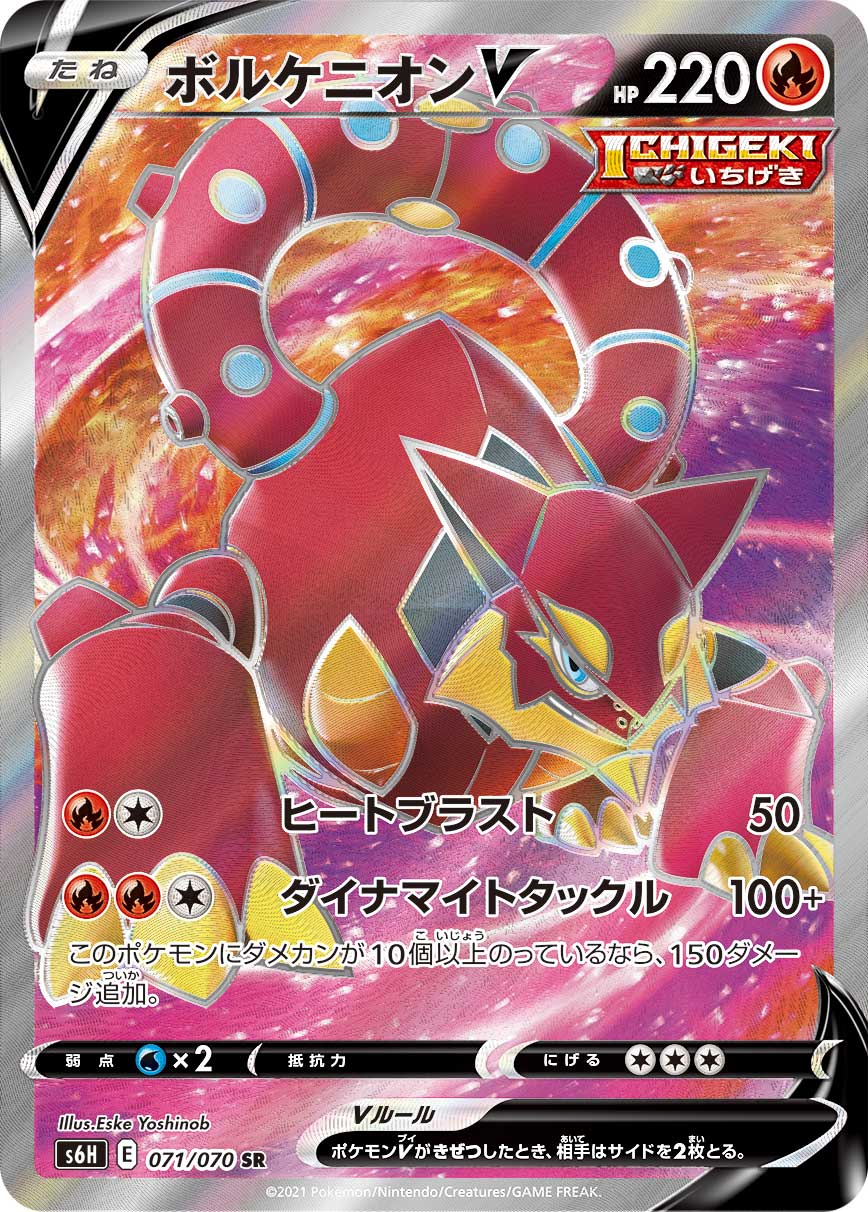 たね
ボルケニオンV
HP 220
ICHIGEKI
いちげき
ヒートブラスト 50
ダイナマイトタックル 100+
このポケモンにダメカンが10個以上のっているなら、150ダメー
ジ追加。
弱点 ×2 抵抗力 にげる
Illus.Eske Yoshinob
Vルール
ポケモンVがきぜつしたとき、相手はサイドを2枚とる。
s6H E 071/070 SR
©2021 Pokémon/Nintendo/Creatures/GAME FREAK.